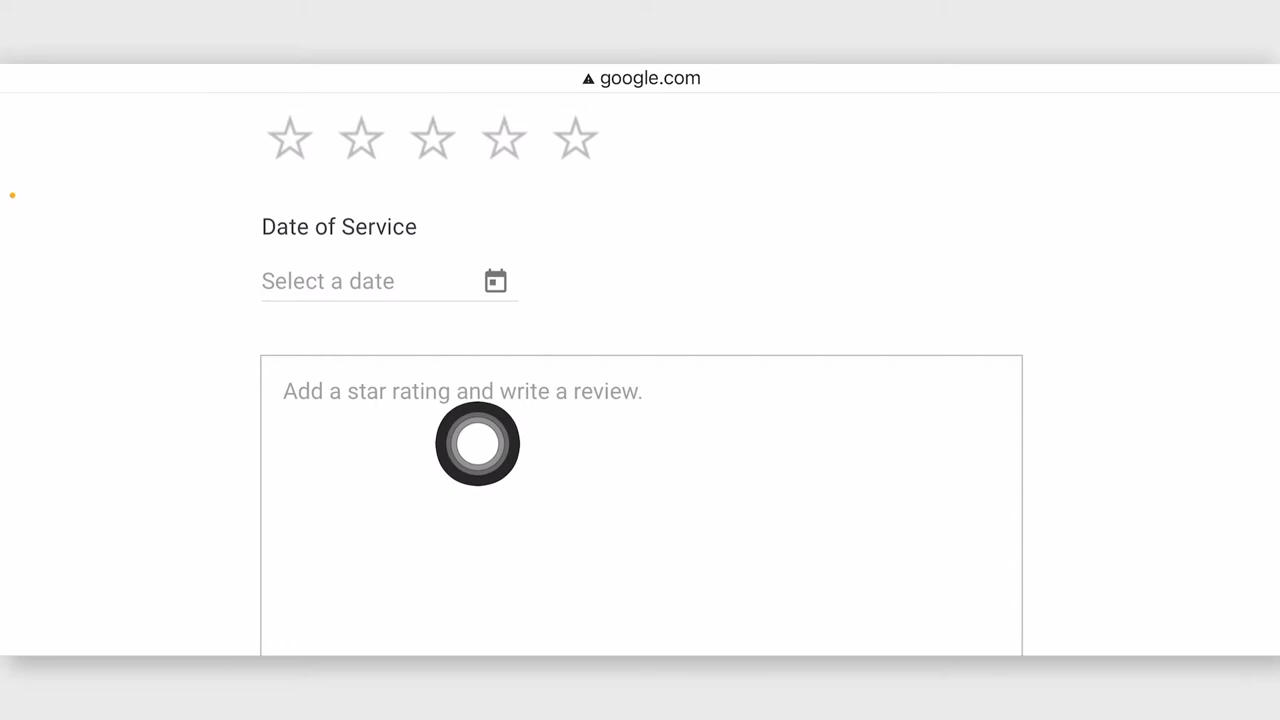 google.com
Date of Service
Select a date
Add a star rating and write a review.